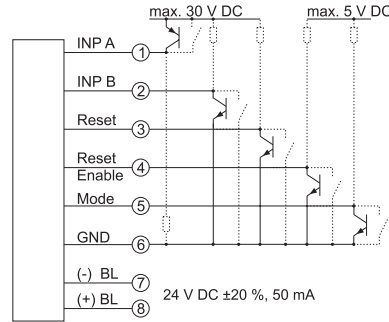 max. 30 V DC
max. 5 V DC
INP A 1
INP B 2
Reset 3
Reset
Enable 4
Mode 5
GND 6
(-) BL 7
(+) BL 8
24 V DC ±20 %, 50 mA